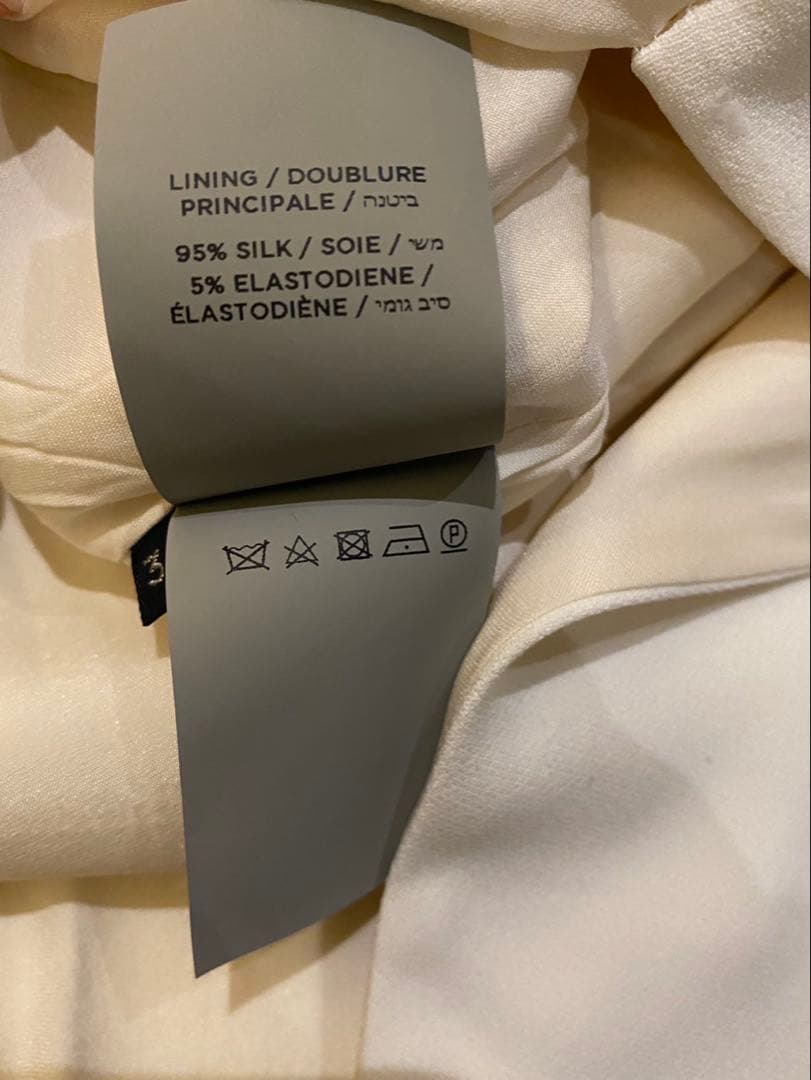 LINING / DOUBLURE
PRINCIPALE / ביטנה
95% SILK / SOIE / משי
5% ELASTODIENE /
ÉLASTODIÈNE / סיב גומי
P